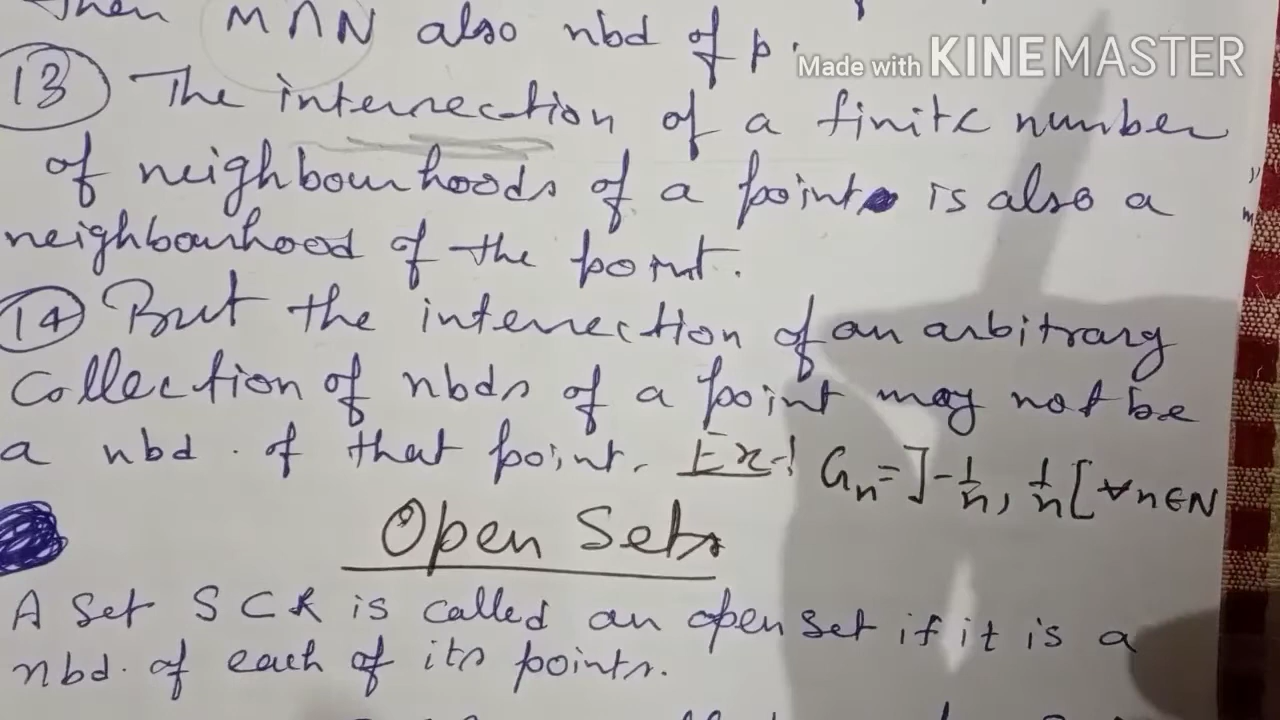 Then M∩N also nbd of p.
Made with KINEMASTER
(13) The intersection of a finite number
of neighbourhoods of a point is also a
neighbourhood of the point.
(14) But the intersection of an arbitrary
collection of nbds of a point may not be
a nbd. of that point. Ex-! Gn=]-1/n, 1/n[ ∀n∈N
Open Sets
A Set S⊂R is called an open set if it is a
nbd. of each of its points.